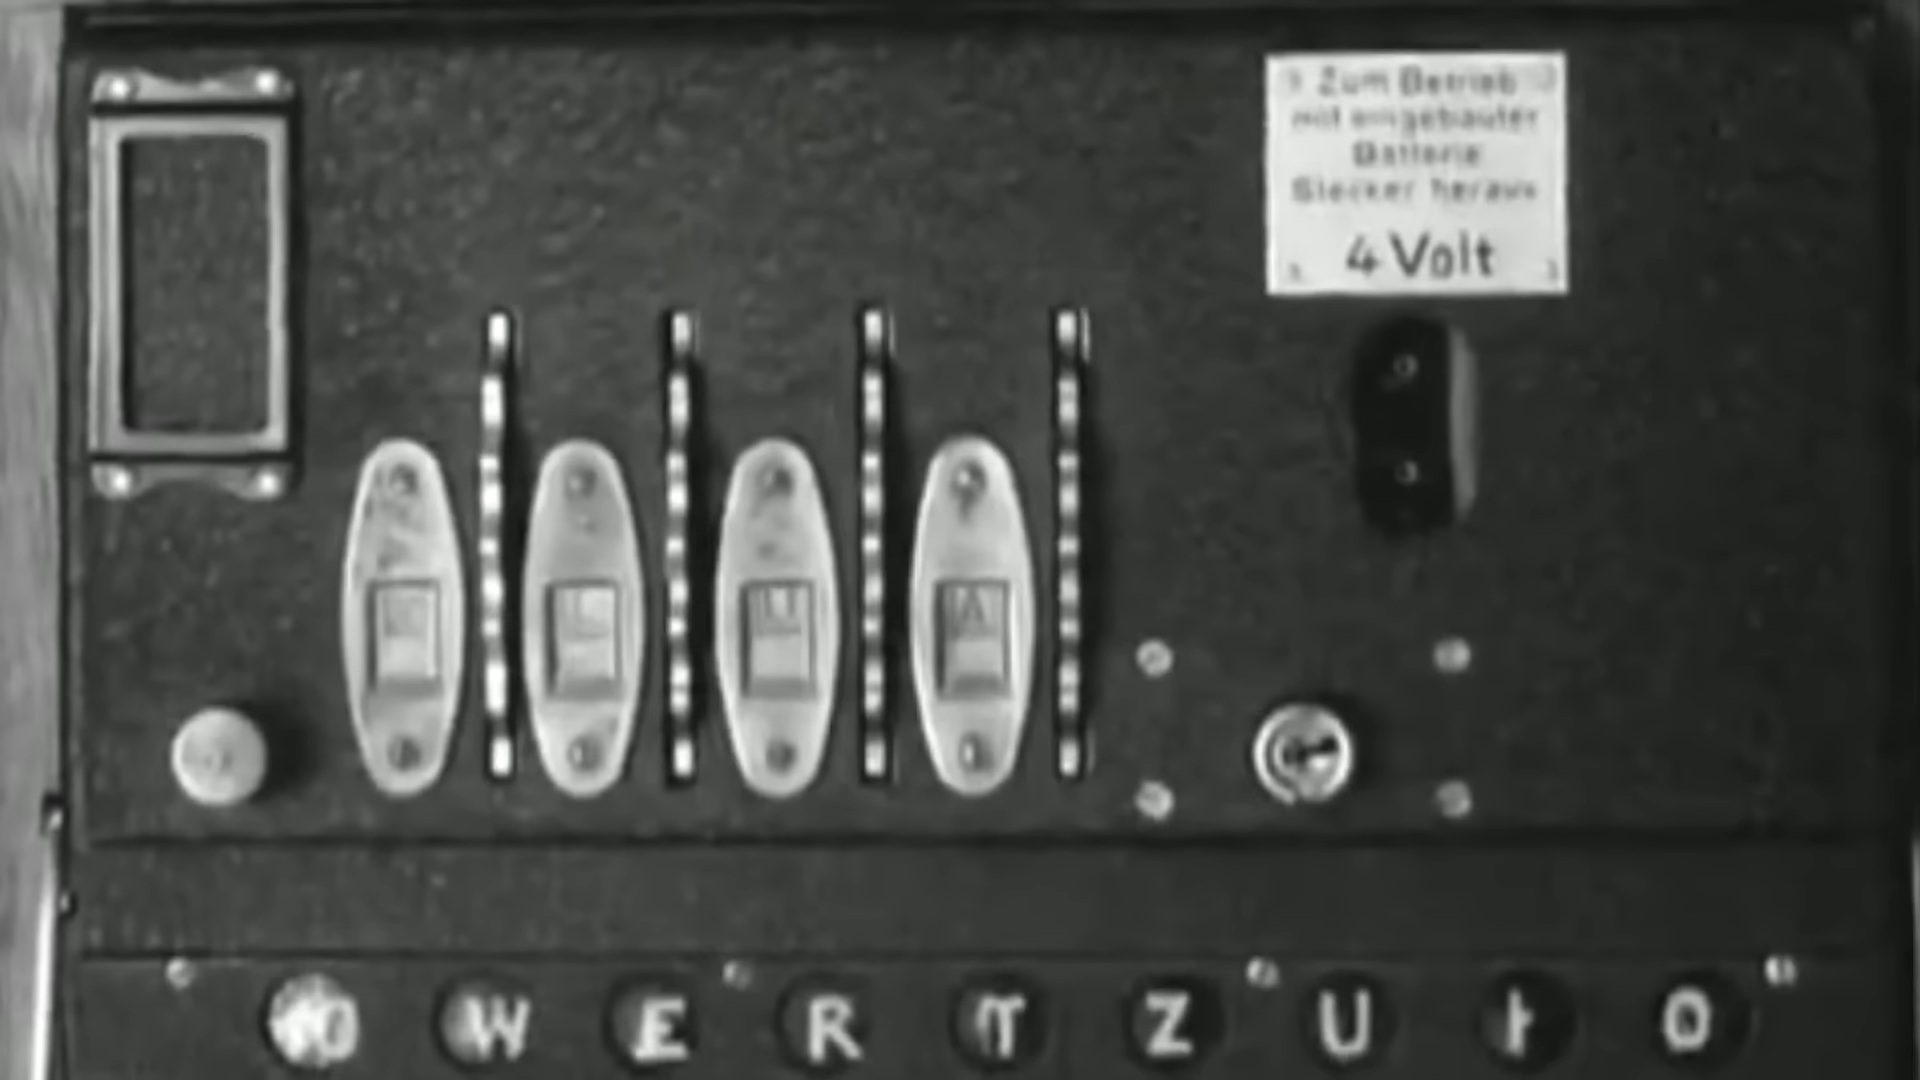 Zum Betrieb
mit eingebauter
Batterie
Stecker heraus
4 Volt
L U A
Q W E R T Z U I O